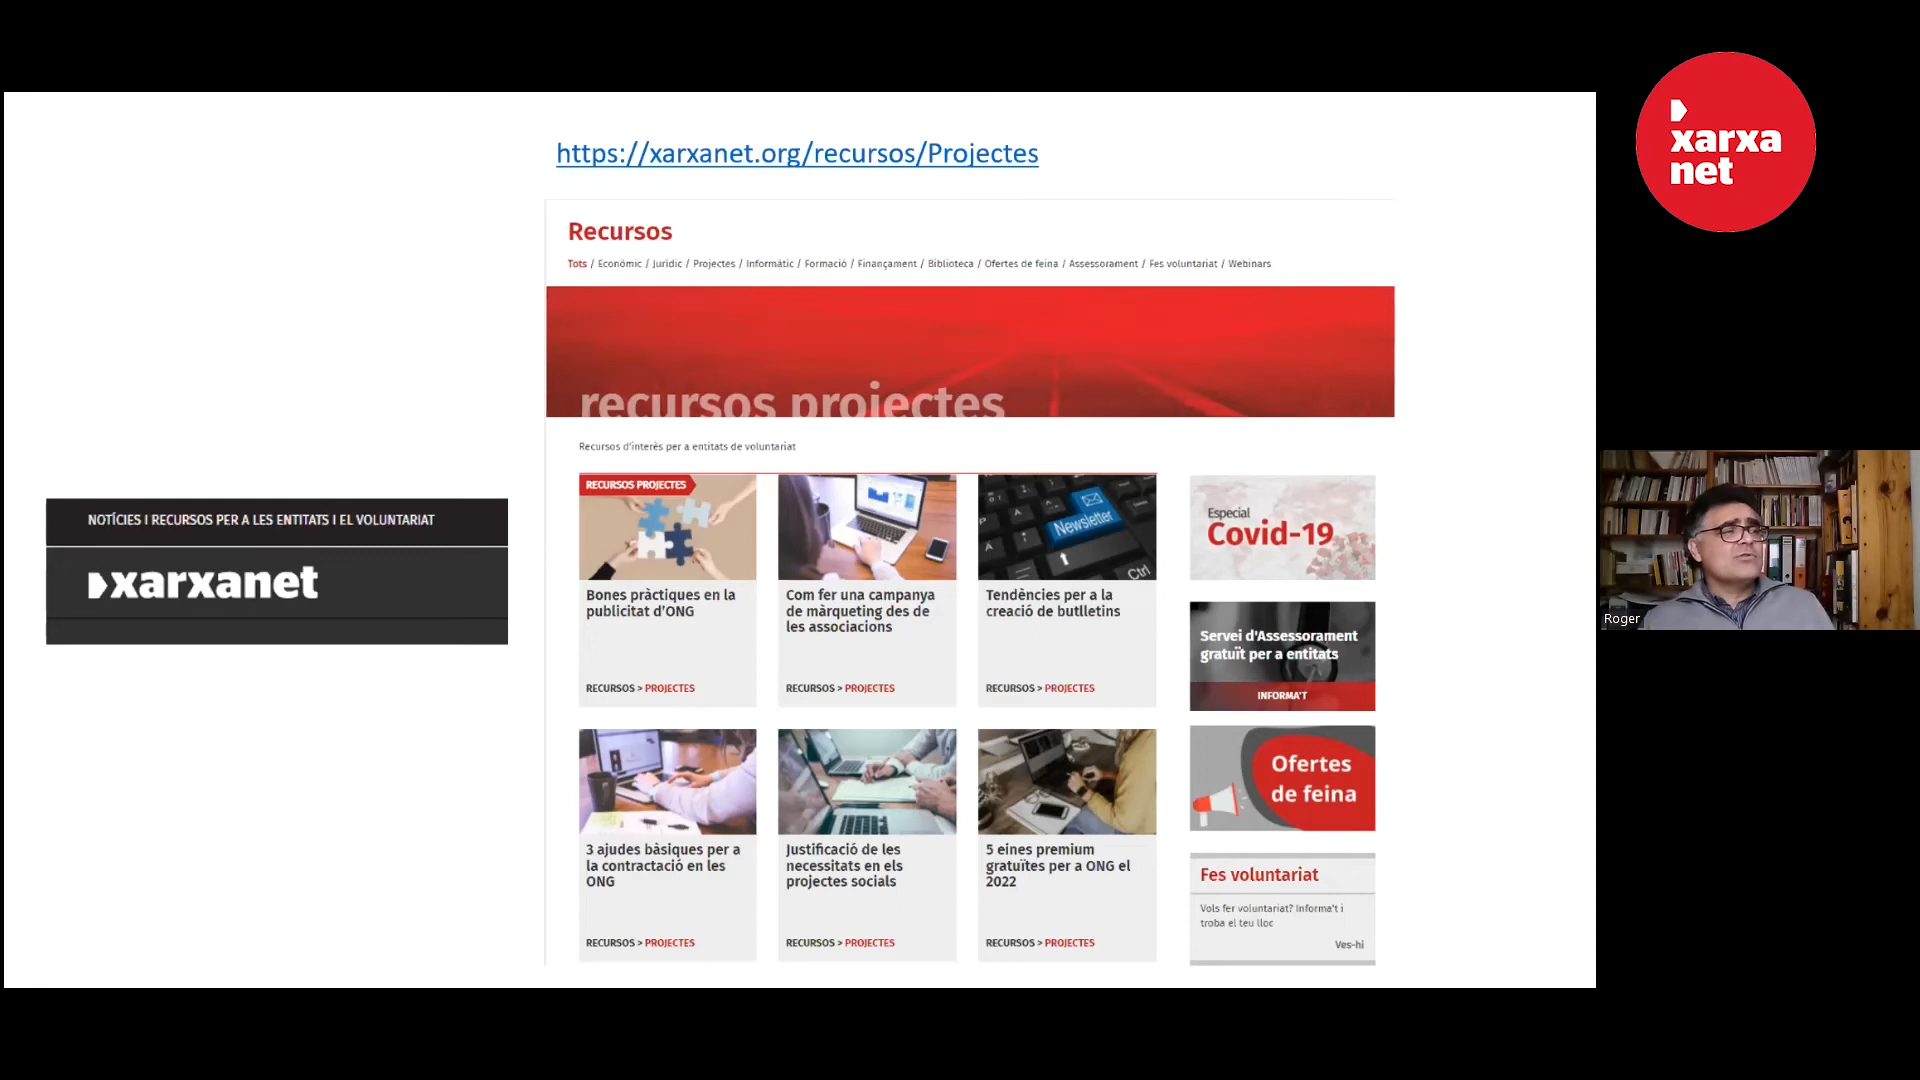 https://xarxanet.org/recursos/Projectes
xarxa
net
Recursos
Tots / Econòmic / Jurídic / Projectes / Informàtic / Formació / Finançament / Biblioteca / Ofertes de feina / Assessorament / Fes voluntariat / Webinars
recursos projectes
Recursos d'interès per a entitats de voluntariat
NOTÍCIES I RECURSOS PER A LES ENTITATS I EL VOLUNTARIAT
xarxanet
RECURSOS PROJECTES
Bones pràctiques en la
publicitat d'ONG
RECURSOS > PROJECTES
Com fer una campanya
de màrqueting des de
les associacions
RECURSOS > PROJECTES
Newsletter
Ctrl
Tendències per a la
creació de butlletins
RECURSOS > PROJECTES
Especial
Covid-19
Servei d'Assessorament
gratuït per a entitats
INFORMA'T
3 ajudes bàsiques per a
la contractació en les
ONG
RECURSOS > PROJECTES
Justificació de les
necessitats en els
projectes socials
RECURSOS > PROJECTES
5 eines premium
gratuïtes per a ONG el
2022
RECURSOS > PROJECTES
Ofertes
de feina
Fes voluntariat
Vols fer voluntariat? Informa't i
troba el teu lloc
Ves-hi
Roger